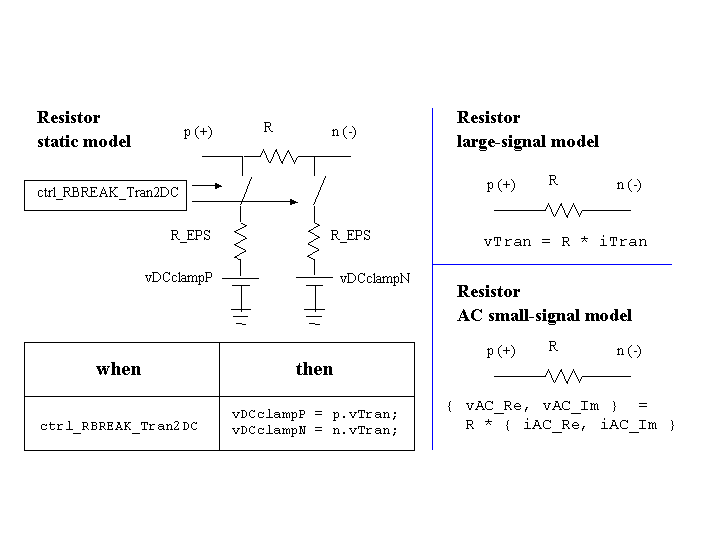 Resistor
static model
p (+) R n (-)
ctrl_RBREAK_Tran2DC
R_EPS R_EPS
vDCclampP vDCclampN
when then
ctrl_RBREAK_Tran2DC
vDCclampP = p.vTran;
vDCclampN = n.vTran;
Resistor
large-signal model
p (+) R n (-)
vTran = R * iTran
Resistor
AC small-signal model
p (+) R n (-)
{ vAC_Re, vAC_Im } =
R * { iAC_Re, iAC_Im }